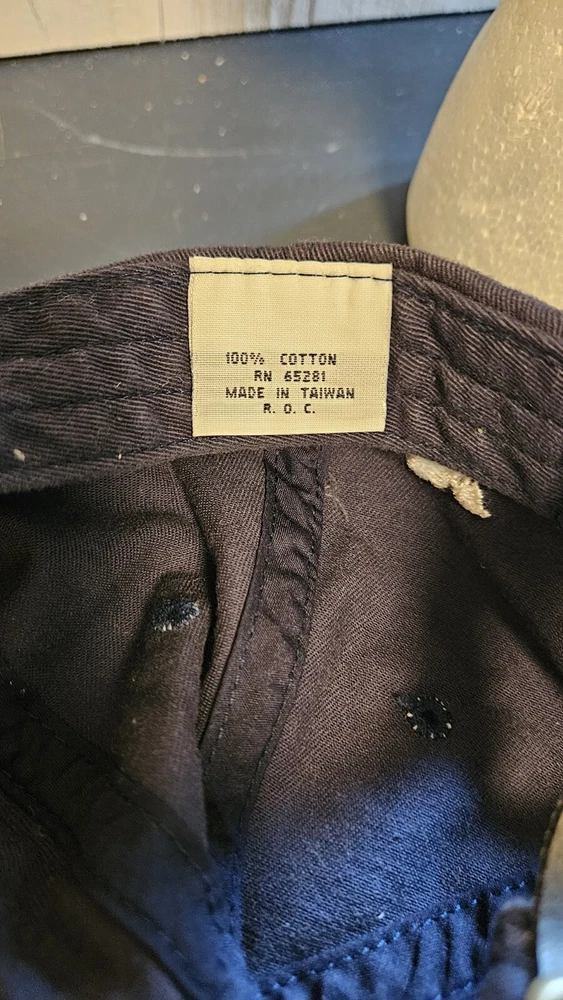 100% COTTON
RN 65281
MADE IN TAIWAN
R. O. C.